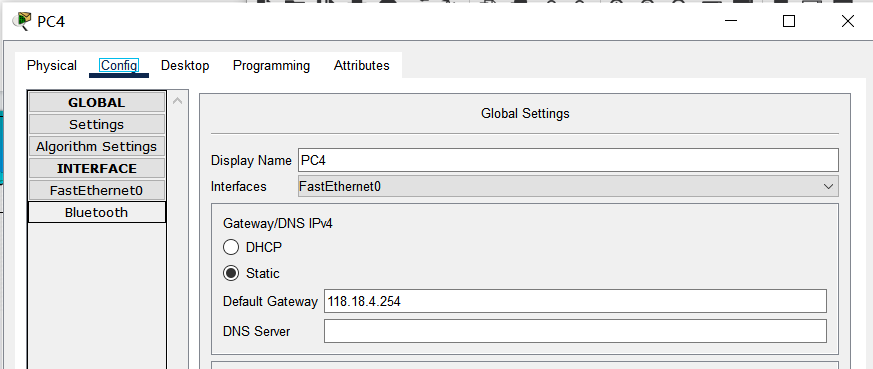 PC4
Physical Config Desktop Programming Attributes
GLOBAL
Settings
Algorithm Settings
INTERFACE
FastEthernet0
Bluetooth
Global Settings
Display Name PC4
Interfaces FastEthernet0
Gateway/DNS IPv4
DHCP
Static
Default Gateway 118.18.4.254
DNS Server